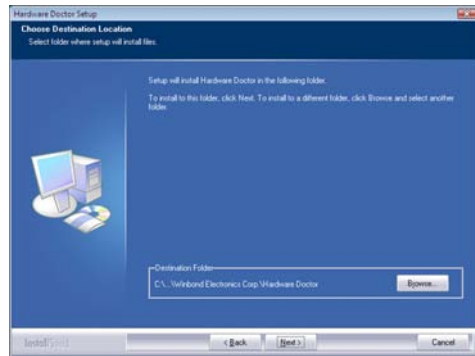 Hardware Doctor Setup
Choose Destination Location
Select folder where setup will install files.
Setup will install Hardware Doctor in the following folder.
To install to this folder, click Next. To install to a different folder, click Browse and select another
folder.
Destination Folder
C:\...\Winbond Electronics Corp.\Hardware Doctor
Browse...
InstallShield
< Back
Next >
Cancel